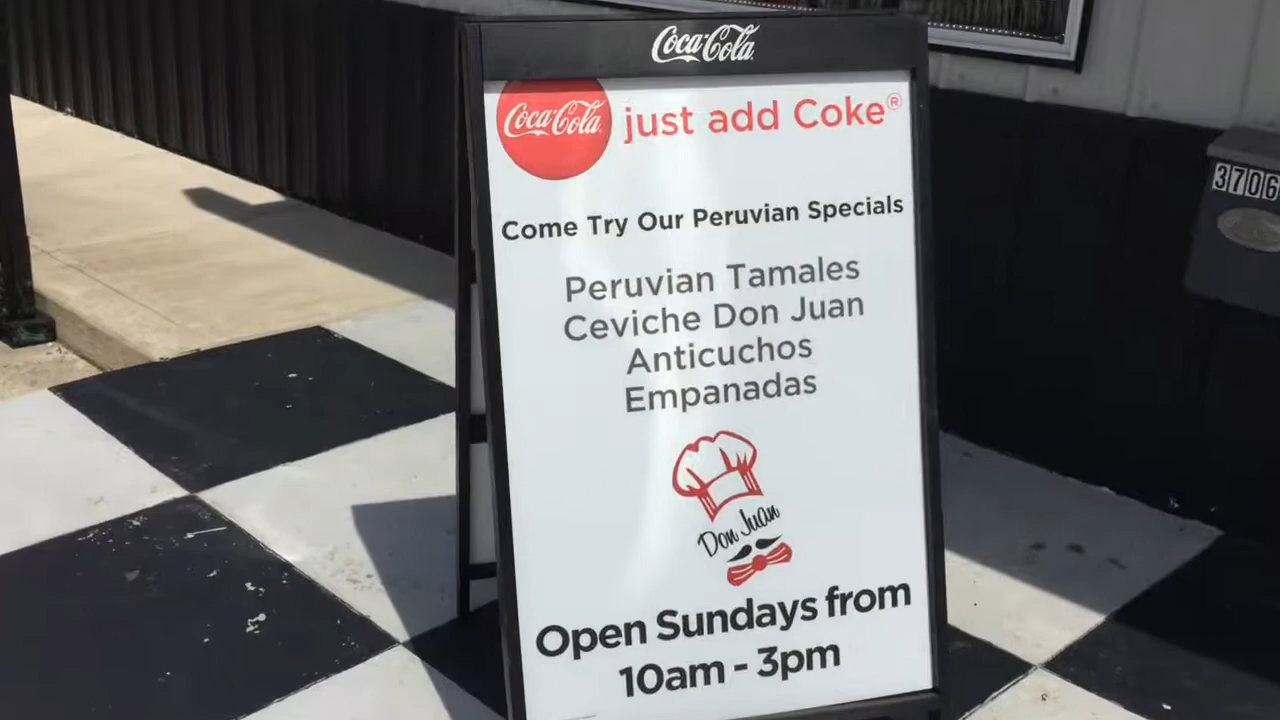 Coca-Cola
Coca-Cola just add Coke®
Come Try Our Peruvian Specials
Peruvian Tamales
Ceviche Don Juan
Anticuchos
Empanadas
Don Juan
Open Sundays from
10am - 3pm
3706